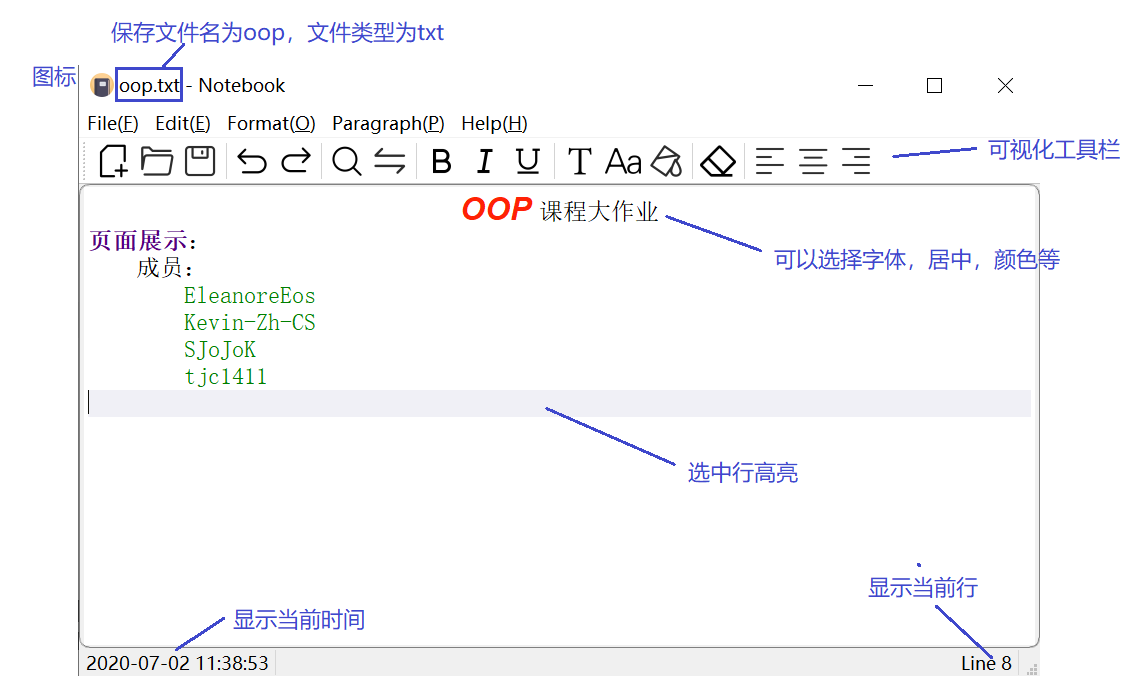 保存文件名为oop，文件类型为txt
图标
oop.txt - Notebook
File(F) Edit(E) Format(O) Paragraph(P) Help(H)
B I U T Aa
可视化工具栏
OOP 课程大作业
可以选择字体，居中，颜色等
页面展示：
成员：
EleanoreEos
Kevin-Zh-CS
SJoJoK
tjc1411
选中行高亮
显示当前行
显示当前时间
2020-07-02 11:38:53
Line 8